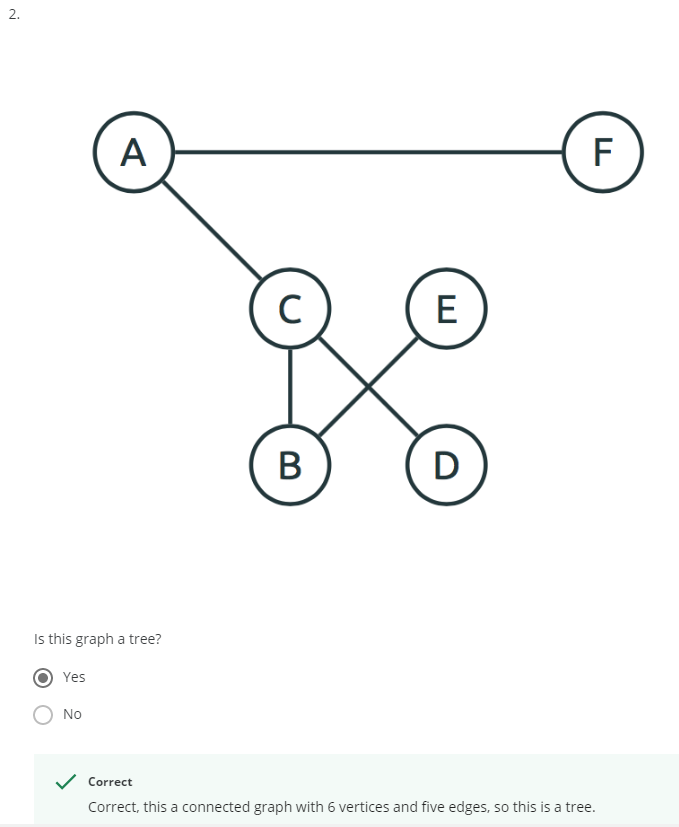 2.
A
F
C
E
B
D
Is this graph a tree?
Yes
No
Correct
Correct, this a connected graph with 6 vertices and five edges, so this is a tree.